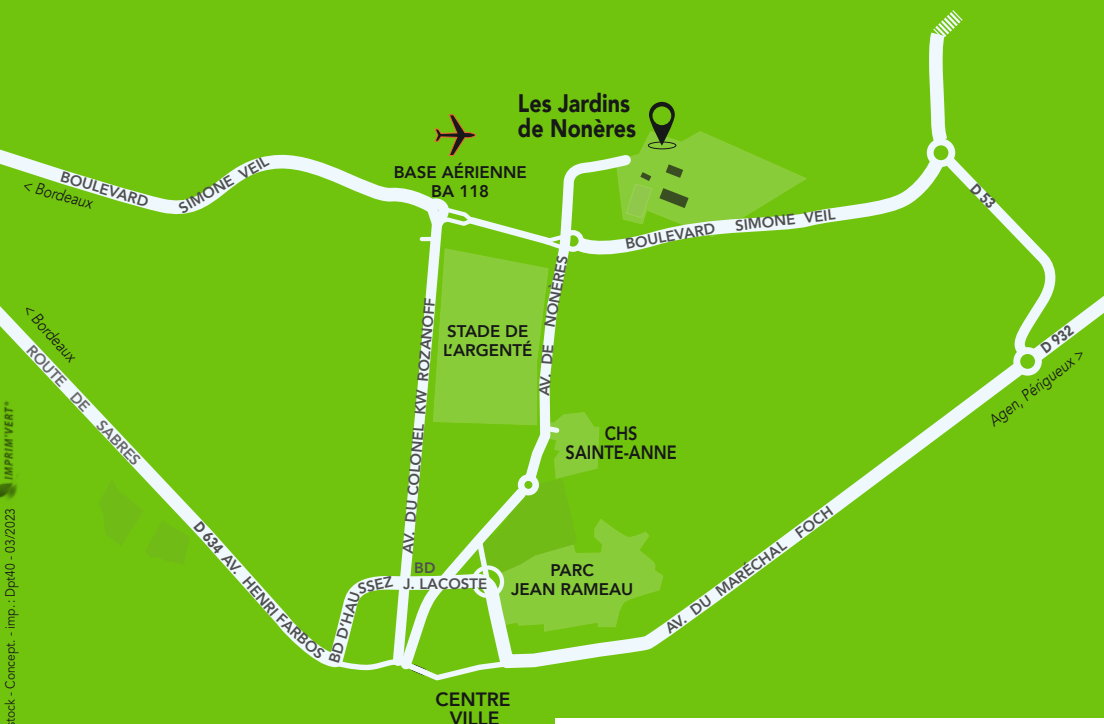 Les Jardins
de Nonères
BASE AÉRIENNE
BA 118
BOULEVARD SIMONE VEIL
< Bordeaux
BOULEVARD SIMONE VEIL
D 53
D 932
Agen, Périgueux >
< Bordeaux
ROUTE DE SABRES
STADE DE
L'ARGENTÉ
AV. DU COLONEL KW ROZANOFF
AV. DE NONÈRES
CHS
SAINTE-ANNE
D 634 AV. HENRI FARBOS
BD D'HAUSSEZ
BD
J. LACOSTE
PARC
JEAN RAMEAU
AV. DU MARÉCHAL FOCH
CENTRE
VILLE
IMPRIM'VERT®
stock - Concept. - imp. : Dpt40 - 03/2023